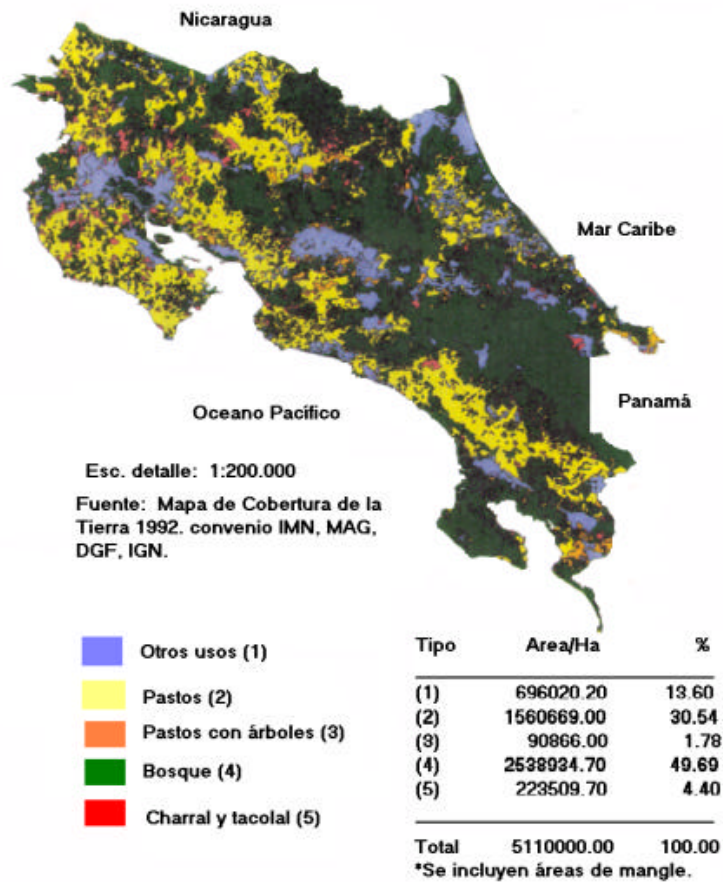 Nicaragua
Mar Caribe
Panamá
Oceano Pacífico
Esc. detalle: 1:200.000
Fuente: Mapa de Cobertura de la
Tierra 1992. convenio IMN, MAG,
DGF, IGN.
Otros usos (1)
Pastos (2)
Pastos con árboles (3)
Bosque (4)
Charral y tacolal (5)
Tipo Area/Ha %
(1) 696020.20 13.60
(2) 1560669.00 30.54
(3) 90866.00 1.78
(4) 2538934.70 49.69
(5) 223509.70 4.40
Total 5110000.00 100.00
*Se incluyen áreas de mangle.